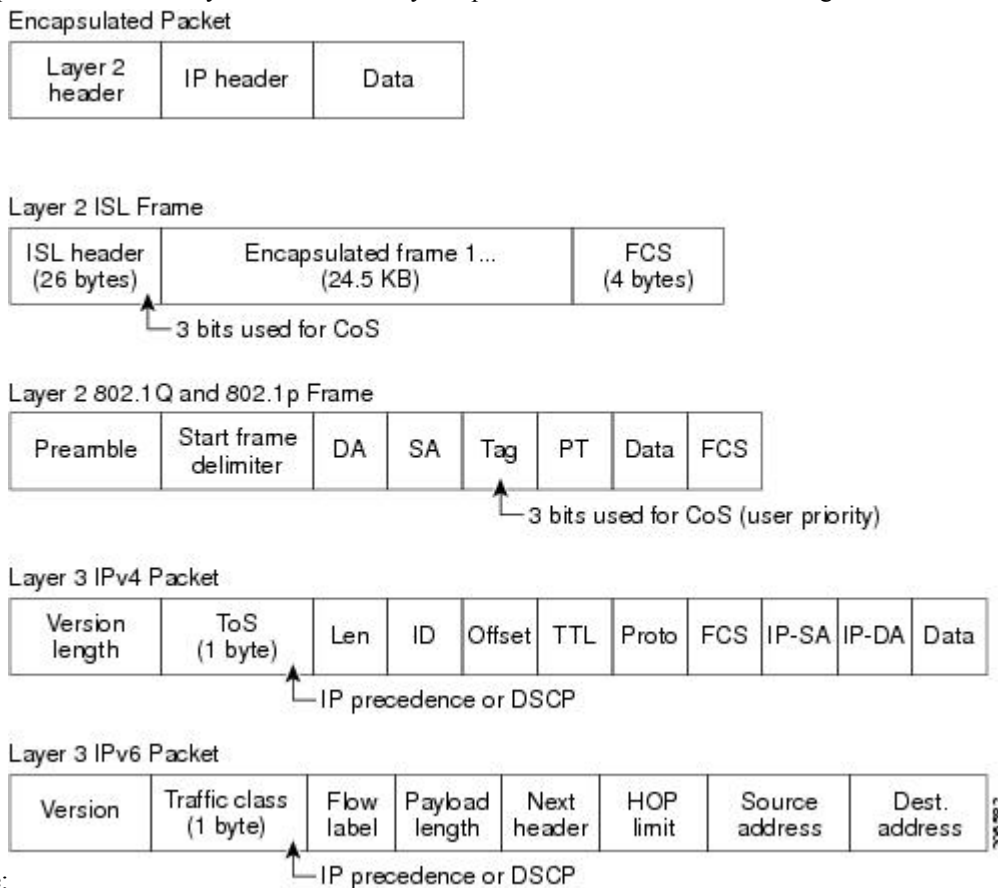 Encapsulated Packet
Layer 2 header
IP header
Data
Layer 2 ISL Frame
ISL header (26 bytes)
Encapsulated frame 1... (24.5 KB)
FCS (4 bytes)
3 bits used for CoS
Layer 2 802.1Q and 802.1p Frame
Preamble
Start frame delimiter
DA
SA
Tag
PT
Data
FCS
3 bits used for CoS (user priority)
Layer 3 IPv4 Packet
Version length
ToS (1 byte)
Len
ID
Offset
TTL
Proto
FCS
IP-SA
IP-DA
Data
IP precedence or DSCP
Layer 3 IPv6 Packet
Version
Traffic class (1 byte)
Flow label
Payload length
Next header
HOP limit
Source address
Dest. address
IP precedence or DSCP